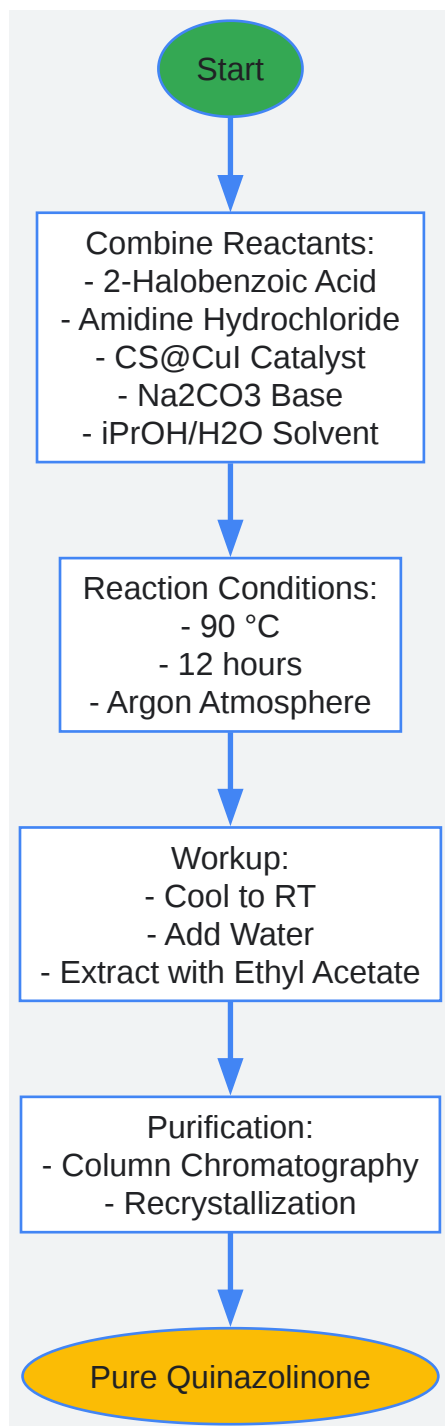 Start
Combine Reactants:
- 2-Halobenzoic Acid
- Amidine Hydrochloride
- CS@CuI Catalyst
- Na2CO3 Base
- iPrOH/H2O Solvent
Reaction Conditions:
- 90 °C
- 12 hours
- Argon Atmosphere
Workup:
- Cool to RT
- Add Water
- Extract with Ethyl Acetate
Purification:
- Column Chromatography
- Recrystallization
Pure Quinazolinone